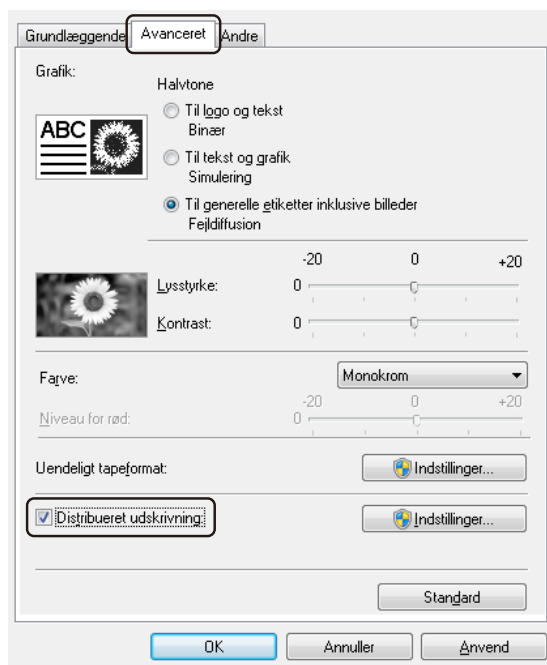 Grundlæggende Avanceret Andre
Grafik:
Halvtone
ABC
Til logo og tekst
Binær
Til tekst og grafik
Simulering
Til generelle etiketter inklusive billeder
Fejldiffusion
-20 0 +20
Lysstyrke: 0
Kontrast: 0
Farve: Monokrom
-20 0 +20
Niveau for rød: 0
Uendeligt tapeformat: Indstillinger...
Distribueret udskrivning: Indstillinger...
Standard
OK Annuller Anvend